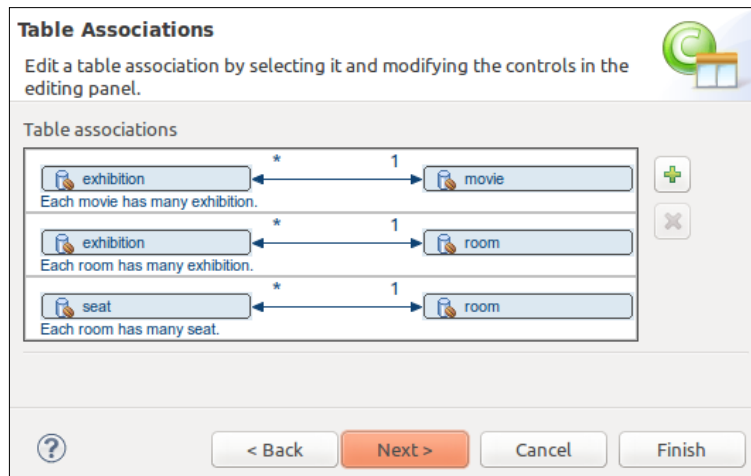 Table Associations
Edit a table association by selecting it and modifying the controls in the
editing panel.
Table associations
exhibition * 1 movie
Each movie has many exhibition.
exhibition * 1 room
Each room has many exhibition.
seat * 1 room
Each room has many seat.
? < Back Next > Cancel Finish